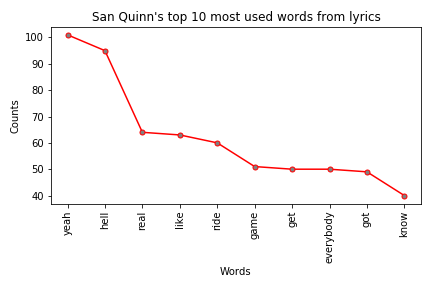 San Quinn's top 10 most used words from lyrics
100
90
80
70
60
50
40
Counts
yeah
hell
real
like
ride
game
get
everybody
got
know
Words